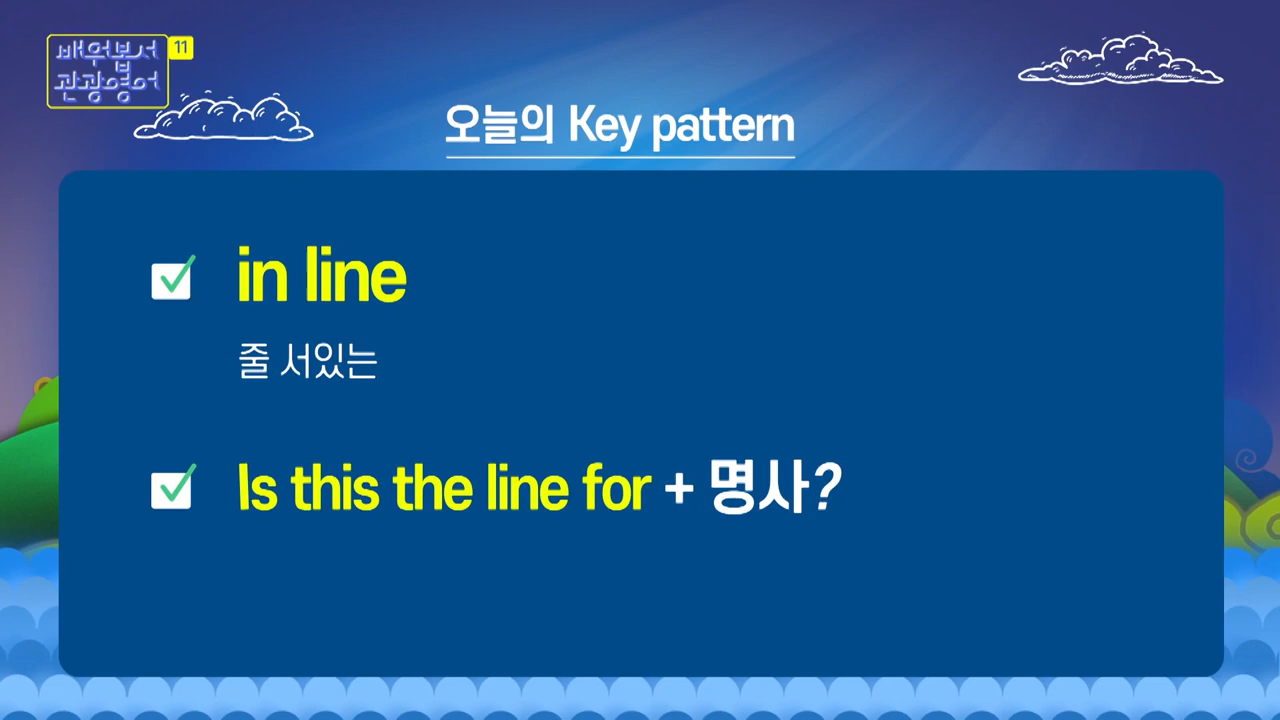 배우봅서
관광영어
11
오늘의 Key pattern
in line
줄 서있는
Is this the line for + 명사?